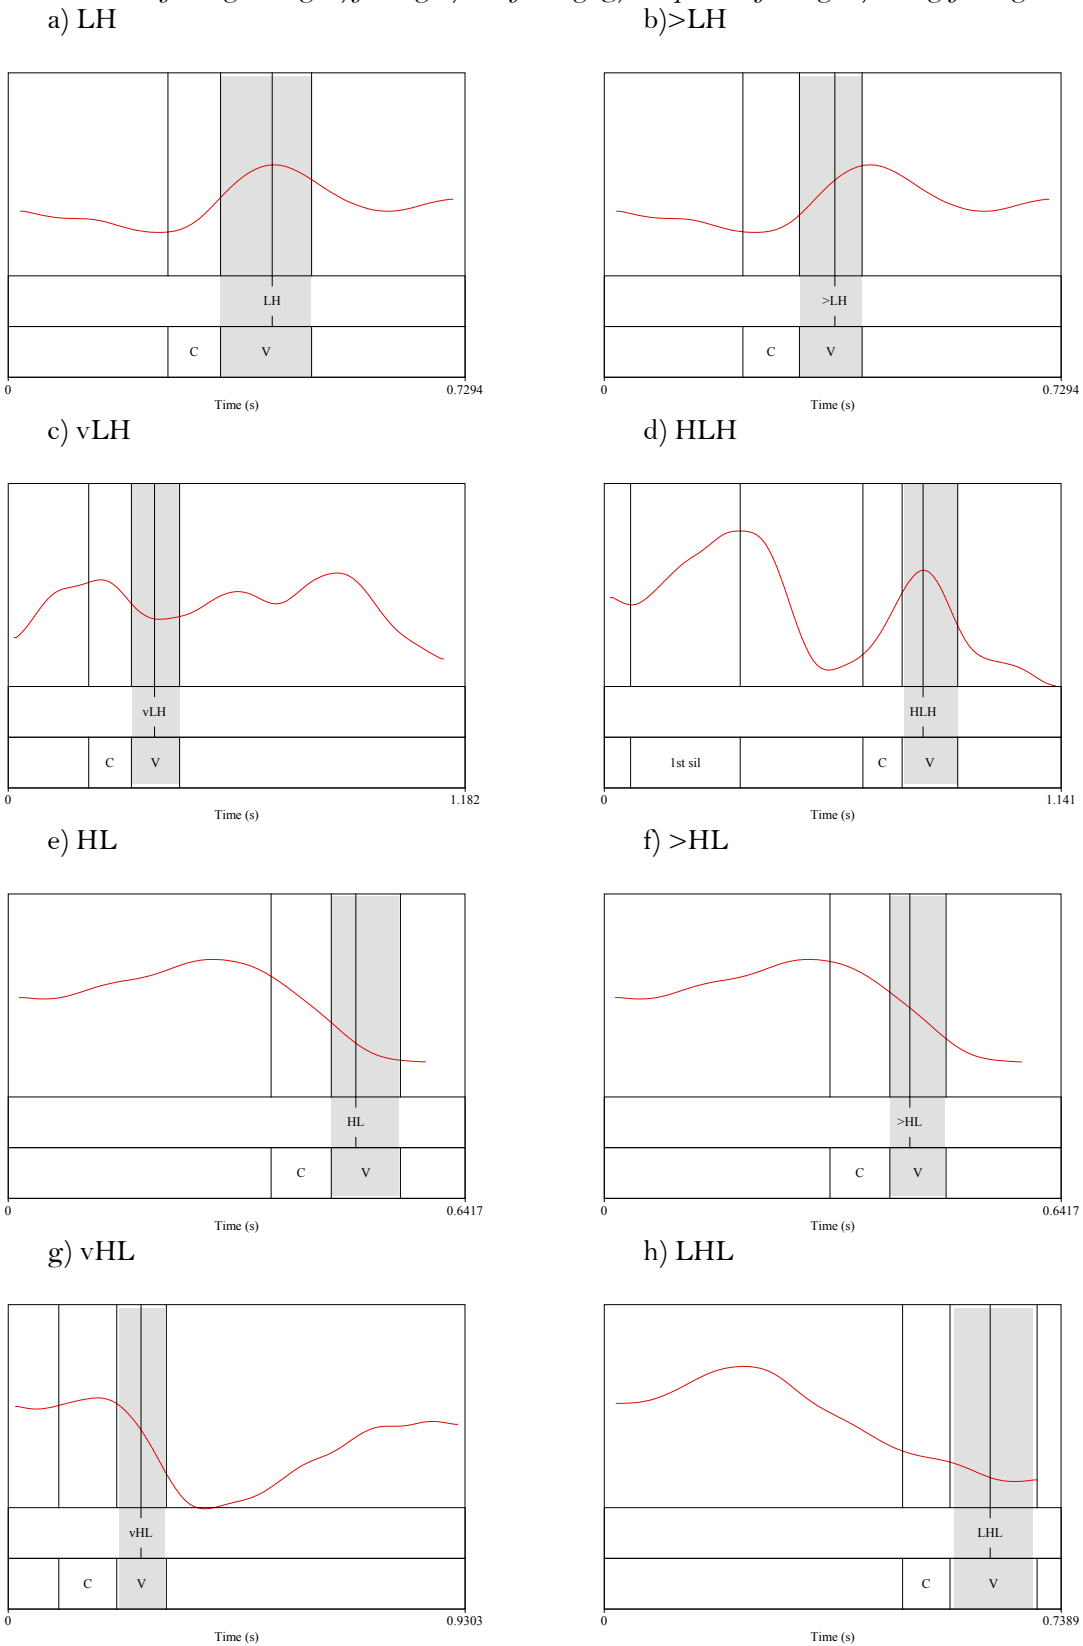 a) LH
b)>LH
LH
C V
0 0.7294
Time (s)
>LH
C V
0 0.7294
Time (s)
c) vLH
d) HLH
vLH
C V
0 1.182
Time (s)
HLH
1st sil C V
0 1.141
Time (s)
e) HL
f) >HL
HL
C V
0 0.6417
Time (s)
>HL
C V
0 0.6417
Time (s)
g) vHL
h) LHL
vHL
C V
0 0.9303
Time (s)
LHL
C V
0 0.7389
Time (s)